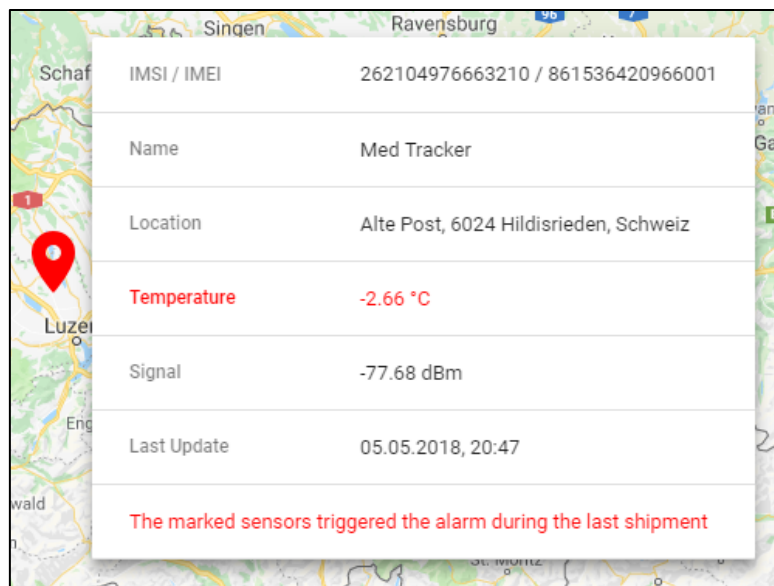 96
7
Singen
Ravensburg
Schaf
IMSI / IMEI
262104976663210 / 861536420966001
Name
Med Tracker
1
Location
Alte Post, 6024 Hildisrieden, Schweiz
Temperature
-2.66 °C
Luzer
Signal
-77.68 dBm
Last Update
05.05.2018, 20:47
wald
The marked sensors triggered the alarm during the last shipment
St. Moritz